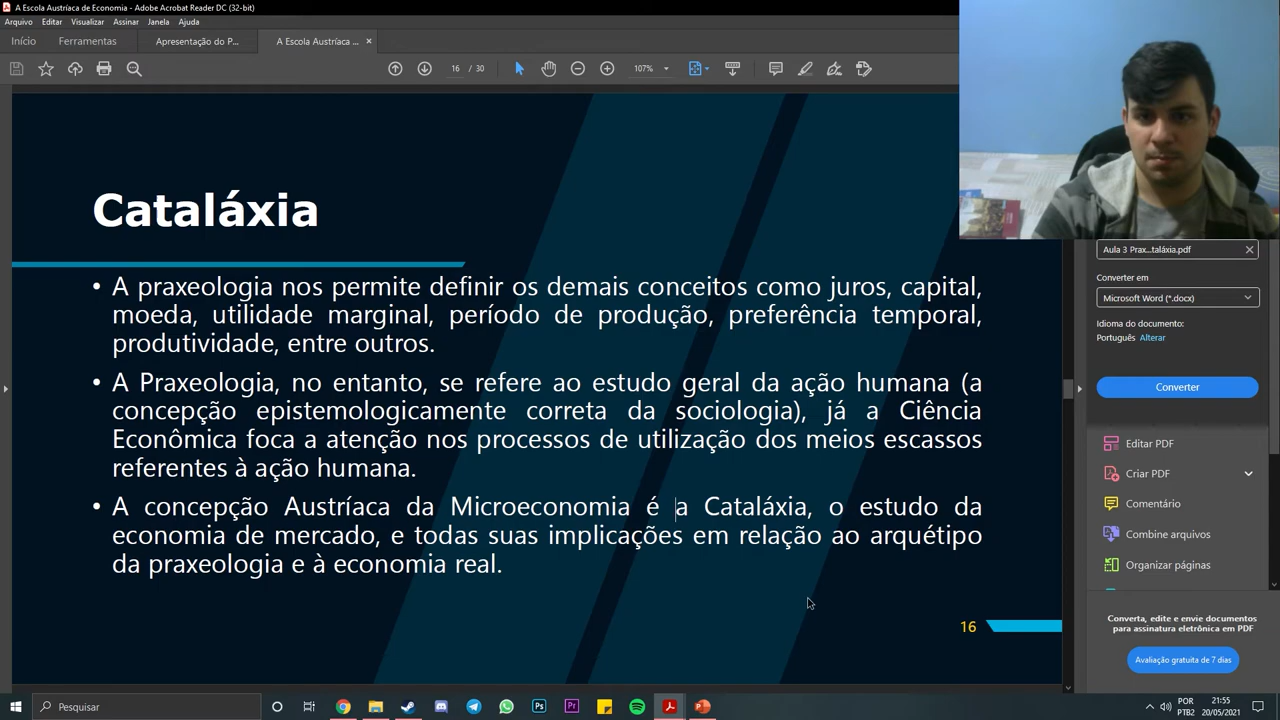 A Escola Austríaca de Economia - Adobe Acrobat Reader DC (32-bit)
Arquivo Editar Visualizar Assinar Janela Ajuda
Início Ferramentas Apresentação do P... A Escola Austríaca ... ×
16 / 30 107%
Aula 3 Prax...taláxia.pdf
Converter em
Microsoft Word (*.docx)
Idioma do documento:
Português Alterar
Converter
Editar PDF
Criar PDF
Comentário
Combine arquivos
Organizar páginas
Converta, edite e envie documentos
para assinatura eletrônica em PDF
Avaliação gratuita de 7 dias
Cataláxia
• A praxeologia nos permite definir os demais conceitos como juros, capital,
moeda, utilidade marginal, período de produção, preferência temporal,
produtividade, entre outros.
• A Praxeologia, no entanto, se refere ao estudo geral da ação humana (a
concepção epistemologicamente correta da sociologia), já a Ciência
Econômica foca a atenção nos processos de utilização dos meios escassos
referentes à ação humana.
• A concepção Austríaca da Microeconomia é a Cataláxia, o estudo da
economia de mercado, e todas suas implicações em relação ao arquétipo
da praxeologia e à economia real.
16
Pesquisar
Ps
Pr
POR
PTB2
21:55
20/05/2021